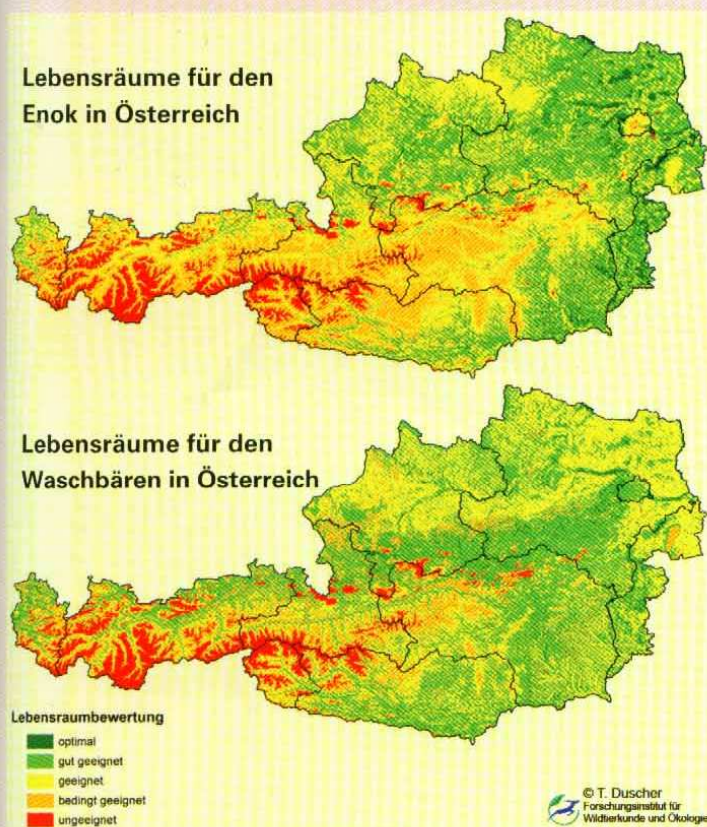 Lebensräume für den
Enok in Österreich
Lebensräume für den
Waschbären in Österreich
Lebensraumbewertung
optimal
gut geeignet
geeignet
bedingt geeignet
ungeeignet
© T. Duscher
Forschungsinstitut für
Wildtierkunde und Ökologie